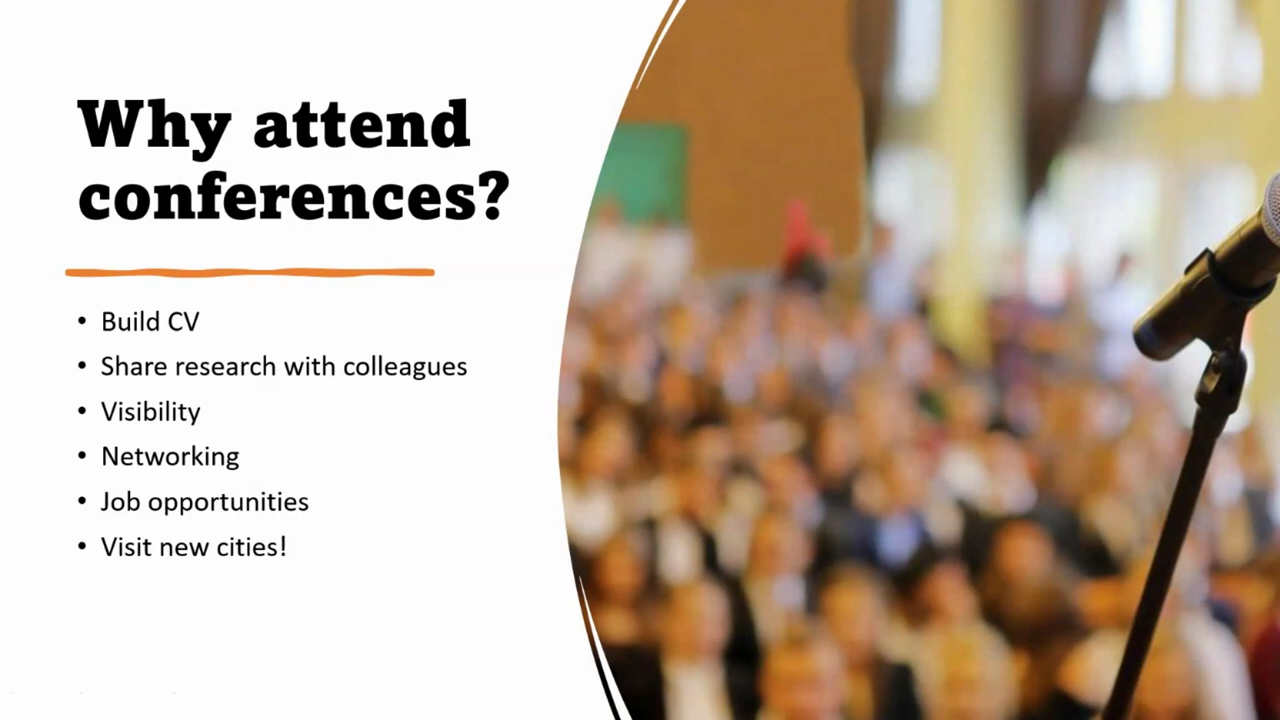 Why attend
conferences?
• Build CV
• Share research with colleagues
• Visibility
• Networking
• Job opportunities
• Visit new cities!